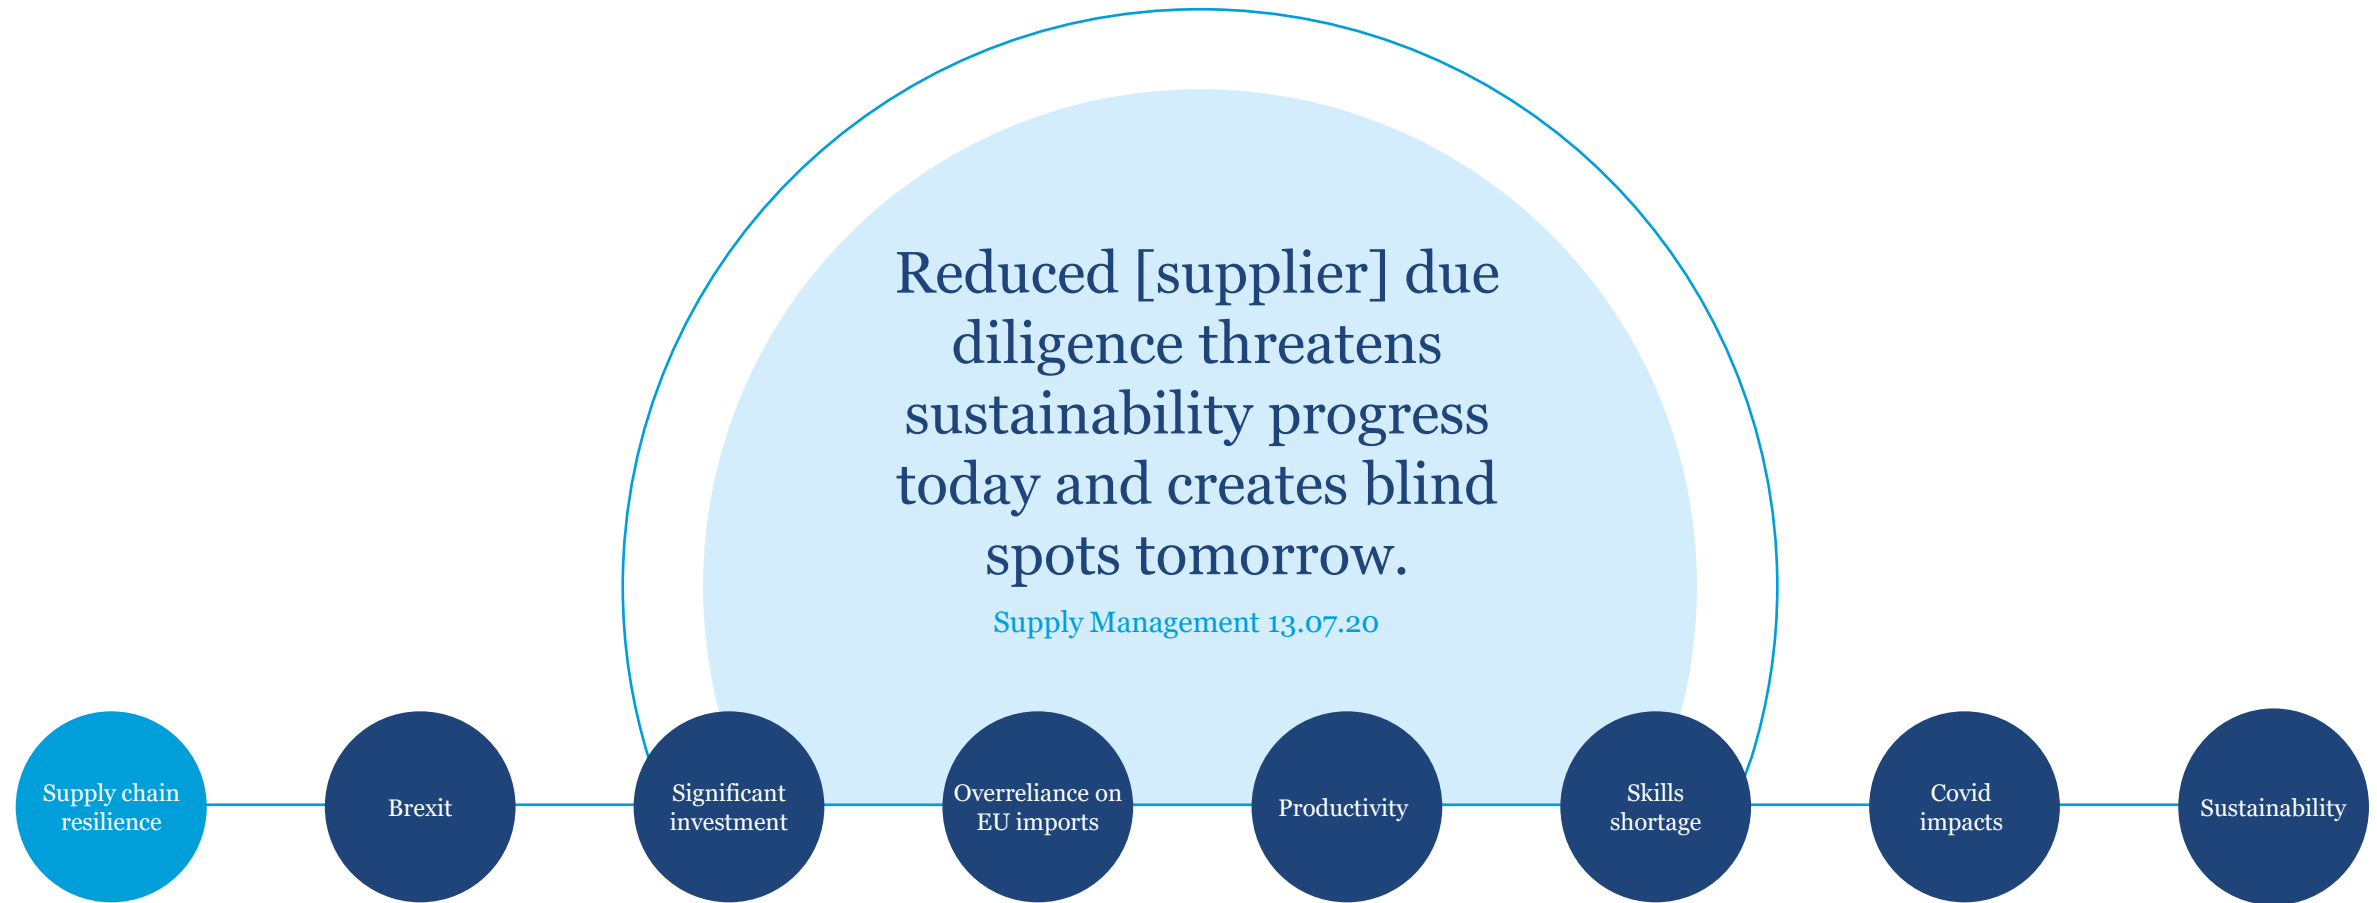 Reduced [supplier] due
diligence threatens
sustainability progress
today and creates blind
spots tomorrow.
Supply Management 13.07.20
Supply chain
resilience
Brexit
Significant
investment
Overreliance on
EU imports
Productivity
Skills
shortage
Covid
impacts
Sustainability